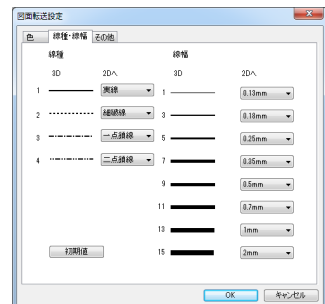 図面転送設定
色 線種・線幅 その他
線種 線幅
3D 2Dへ 3D 2Dへ
1 実線 1 0.13mm
2 細破線 3 0.18mm
3 一点鎖線 5 0.25mm
4 二点鎖線 7 0.35mm
9 0.5mm
11 0.7mm
13 1mm
15 2mm
初期値
OK キャンセル